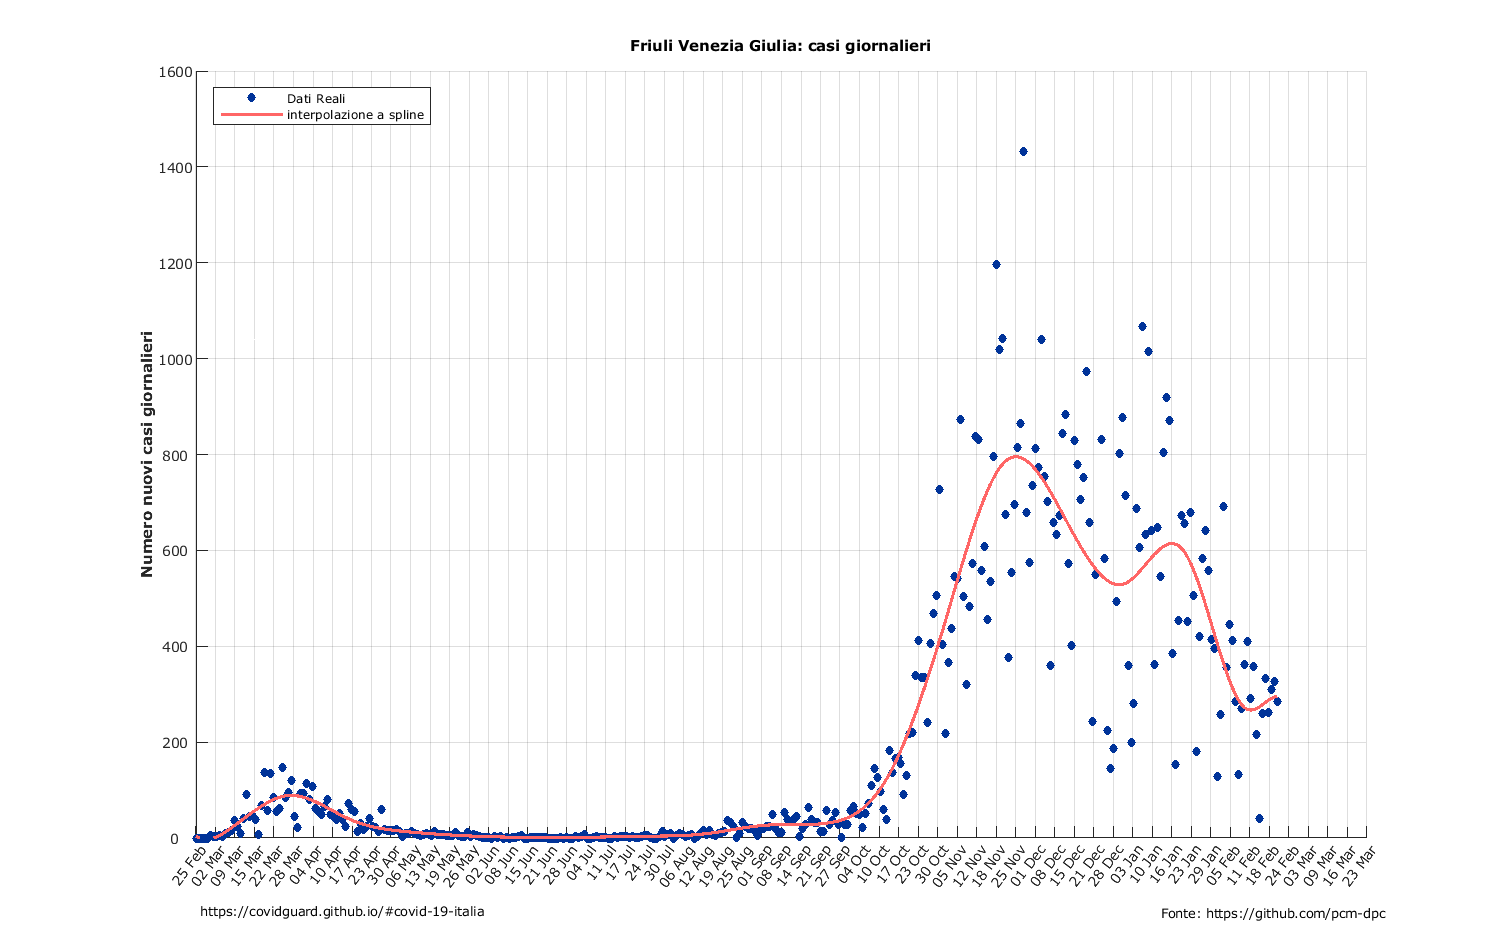 Friuli Venezia Giulia: casi giornalieri
Dati Reali
interpolazione a spline
Numero nuovi casi giornalieri
1600
1400
1200
1000
800
600
400
200
0
25 Feb
02 Mar
09 Mar
15 Mar
22 Mar
28 Mar
04 Apr
10 Apr
17 Apr
23 Apr
30 Apr
06 May
13 May
19 May
26 May
02 Jun
08 Jun
15 Jun
21 Jun
28 Jun
04 Jul
11 Jul
17 Jul
24 Jul
30 Jul
06 Aug
12 Aug
19 Aug
25 Aug
01 Sep
08 Sep
14 Sep
21 Sep
27 Sep
04 Oct
10 Oct
17 Oct
23 Oct
30 Oct
05 Nov
12 Nov
18 Nov
25 Nov
01 Dec
08 Dec
15 Dec
21 Dec
28 Dec
03 Jan
10 Jan
16 Jan
23 Jan
29 Jan
05 Feb
11 Feb
18 Feb
24 Feb
03 Mar
09 Mar
16 Mar
23 Mar
https://covidguard.github.io/#covid-19-italia
Fonte: https://github.com/pcm-dpc